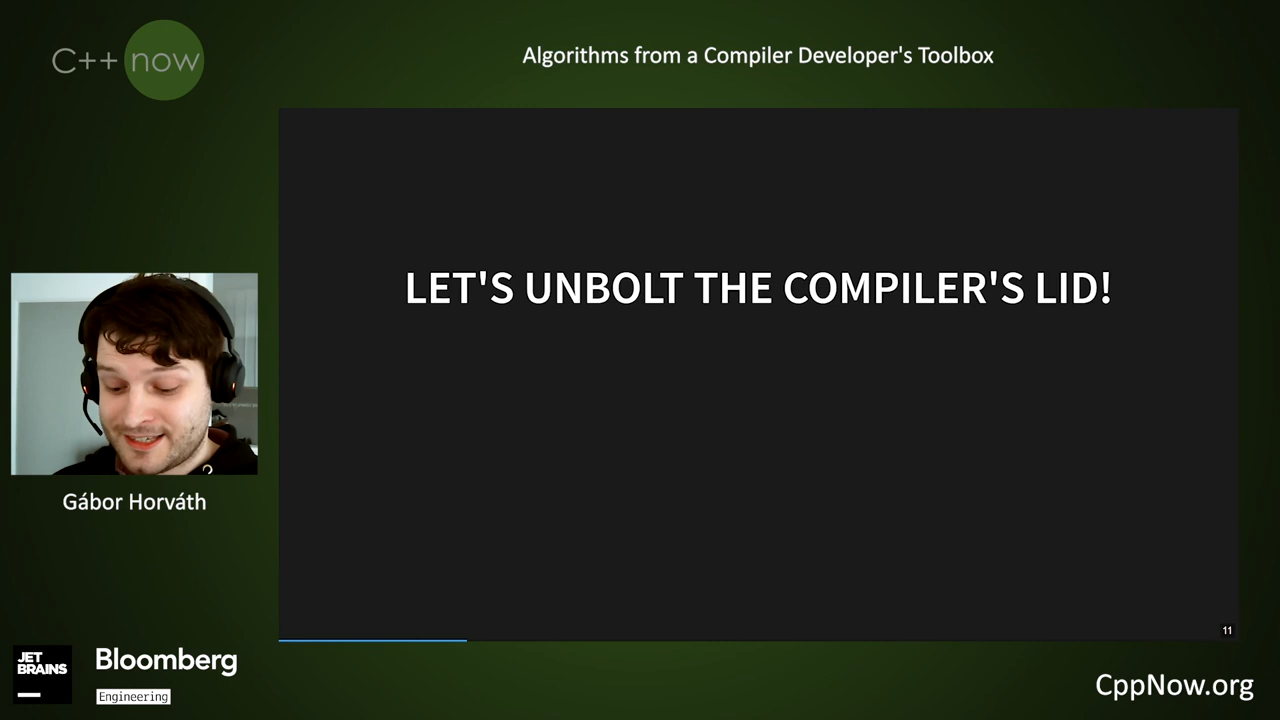 C++ now
Algorithms from a Compiler Developer's Toolbox
LET'S UNBOLT THE COMPILER'S LID!
Gábor Horváth
11
JET
BRAINS
Bloomberg
Engineering
CppNow.org